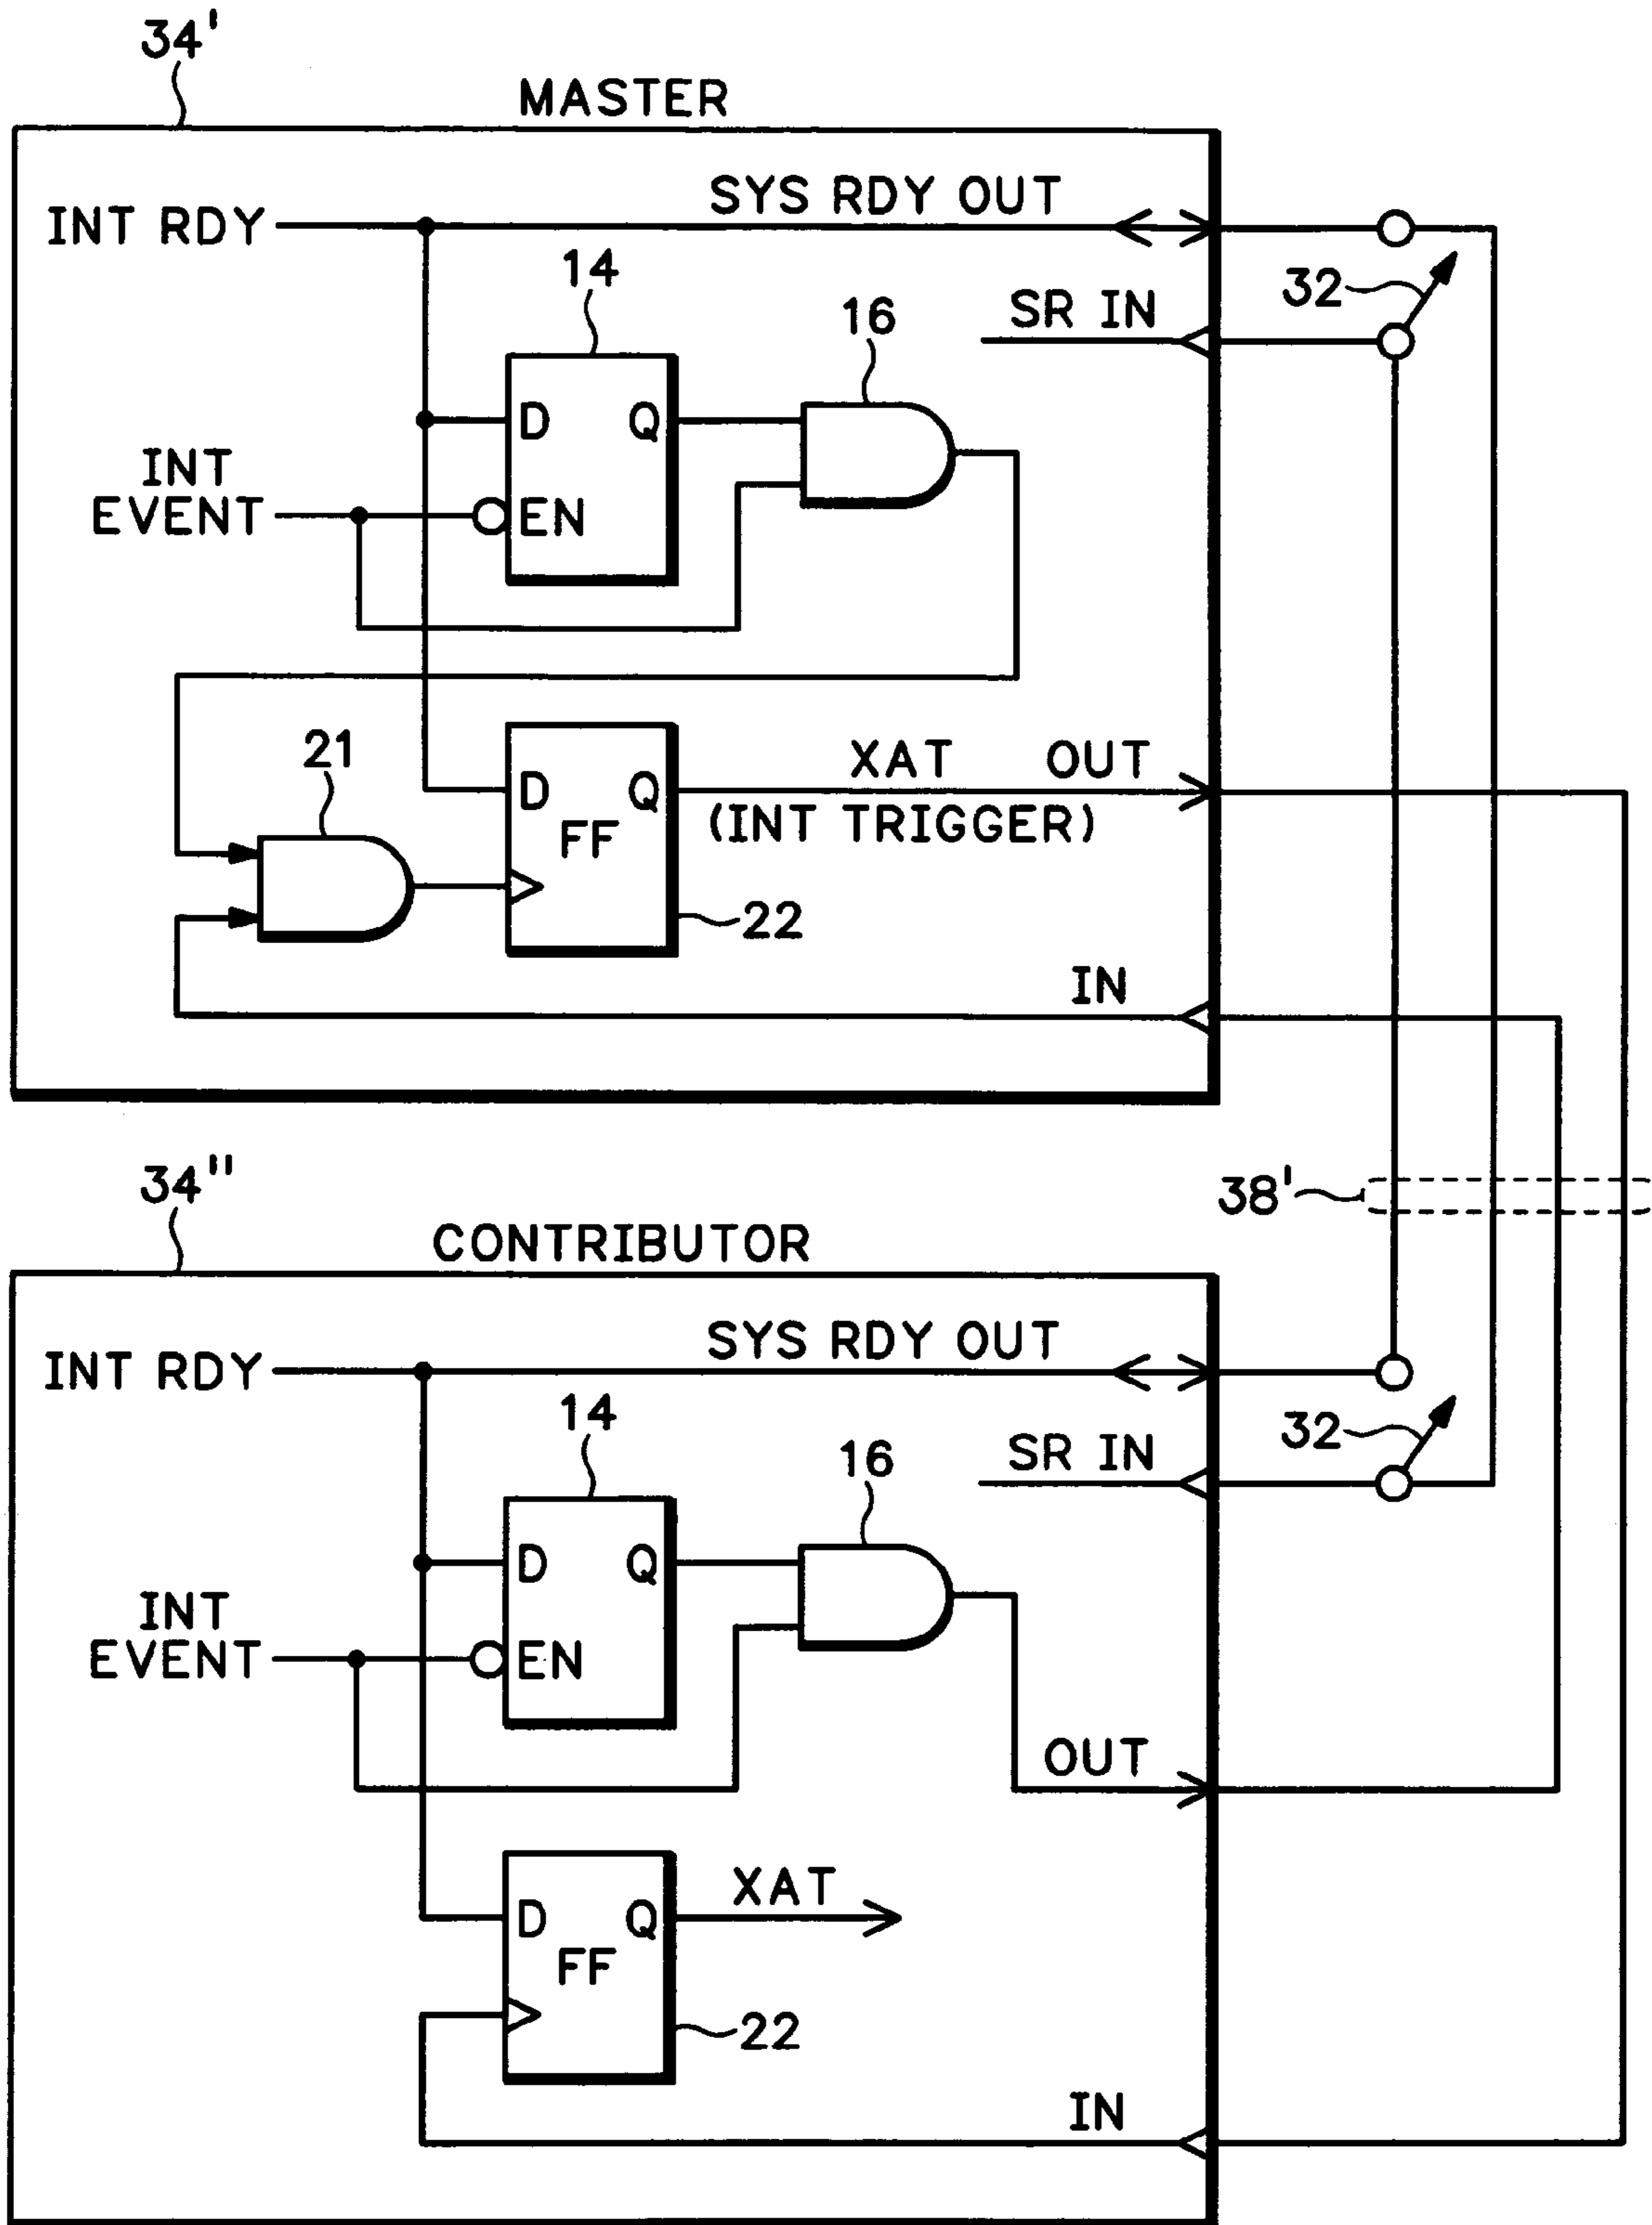 34'
MASTER
SYS RDY OUT
INT RDY
14
32
SR IN
16
D Q
INT
EVENT
EN
21
XAT OUT
D Q
(INT TRIGGER)
FF
22
IN
34"
38'
CONTRIBUTOR
SYS RDY OUT
INT RDY
14
32
SR IN
16
D Q
INT
EVENT
EN
OUT
XAT
D Q
FF
22
IN